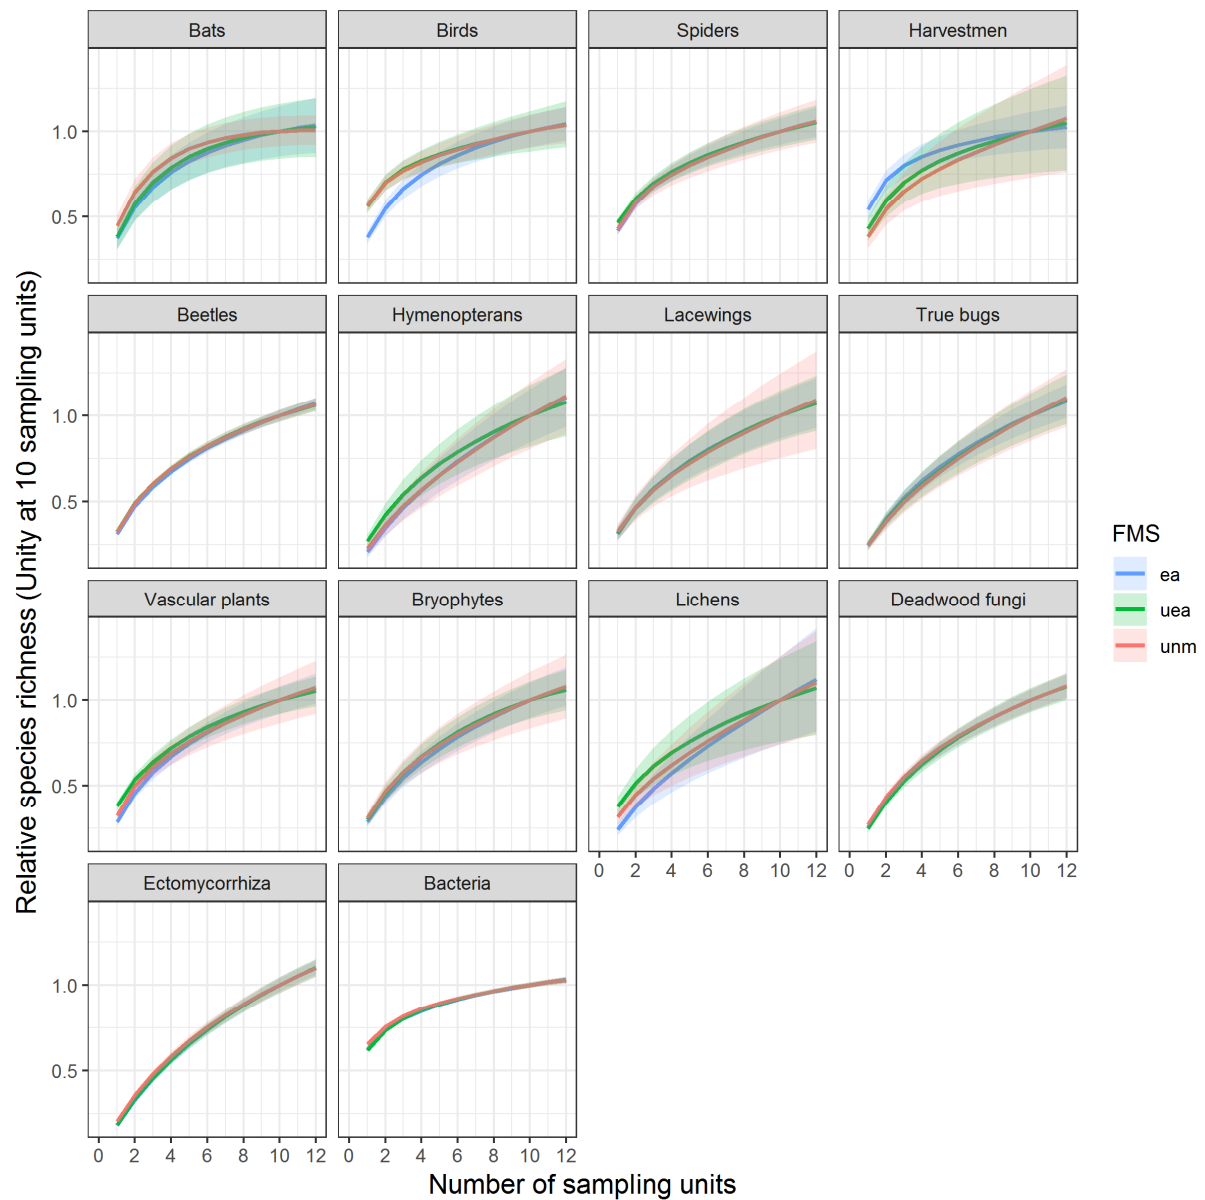 Bats
Birds
Spiders
Harvestmen
1.0
0.5
Beetles
Hymenopterans
Lacewings
True bugs
1.0
0.5
Vascular plants
Bryophytes
Lichens
Deadwood fungi
1.0
0.5
0 2 4 6 8 10 12
0 2 4 6 8 10 12
Ectomycorrhiza
Bacteria
1.0
0.5
0 2 4 6 8 10 12
0 2 4 6 8 10 12
Number of sampling units
Relative species richness (Unity at 10 sampling units)
FMS
ea
uea
unm